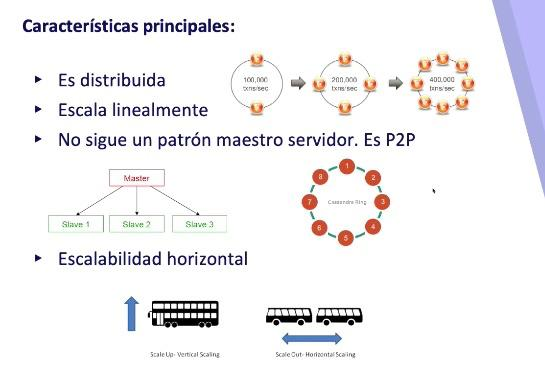 Características principales:
Es distribuida
100,000 txns/sec
200,000 txns/sec
400,000 txns/sec
Escala linealmente
No sigue un patrón maestro servidor. Es P2P
Master
Slave 1
Slave 2
Slave 3
1
2
3
4
5
6
7
8
Cassandra Ring
Escalabilidad horizontal
Scale Up- Vertical Scaling
Scale Out- Horizontal Scaling